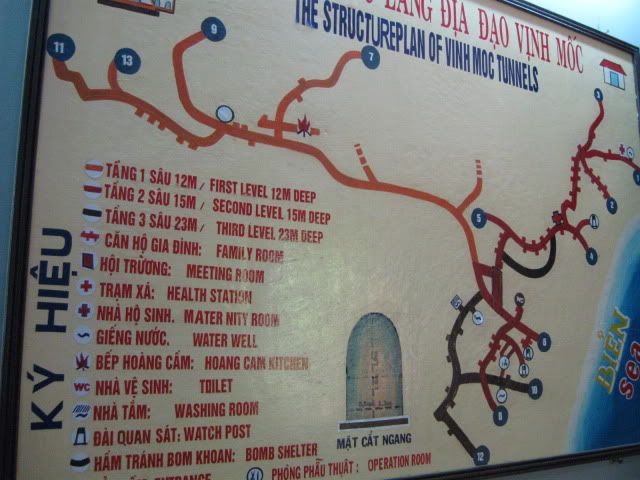 LÀNG ĐỊA ĐẠO VỊNH MỐC
THE STRUCTUREPLAN OF VINH MOC TUNNELS
11
13
9
7
3
1
2
5
4
6
8
10
12
KÝ HIỆU
TẦNG 1 SÂU 12M / FIRST LEVEL 12M DEEP
TẦNG 2 SÂU 15M / SECOND LEVEL 15M DEEP
TẦNG 3 SÂU 23M / THIRD LEVEL 23M DEEP
CĂN HỘ GIA ĐÌNH: FAMILY ROOM
HỘI TRƯỜNG: MEETING ROOM
TRẠM XÁ: HEALTH STATION
NHÀ HỘ SINH. MATER NITY ROOM
GIẾNG NƯỚC. WATER WELL
BẾP HOÀNG CẦM: HOANG CAM KITCHEN
WC NHÀ VỆ SINH: TOILET
NHÀ TẮM: WASHING ROOM
ĐÀI QUAN SÁT: WATCH POST
HẦM TRÁNH BOM KHOAN: BOMB SHELTER
PHÒNG PHẪU THUẬT: OPERATION ROOM
MẶT CẮT NGANG
BIỂN
sea